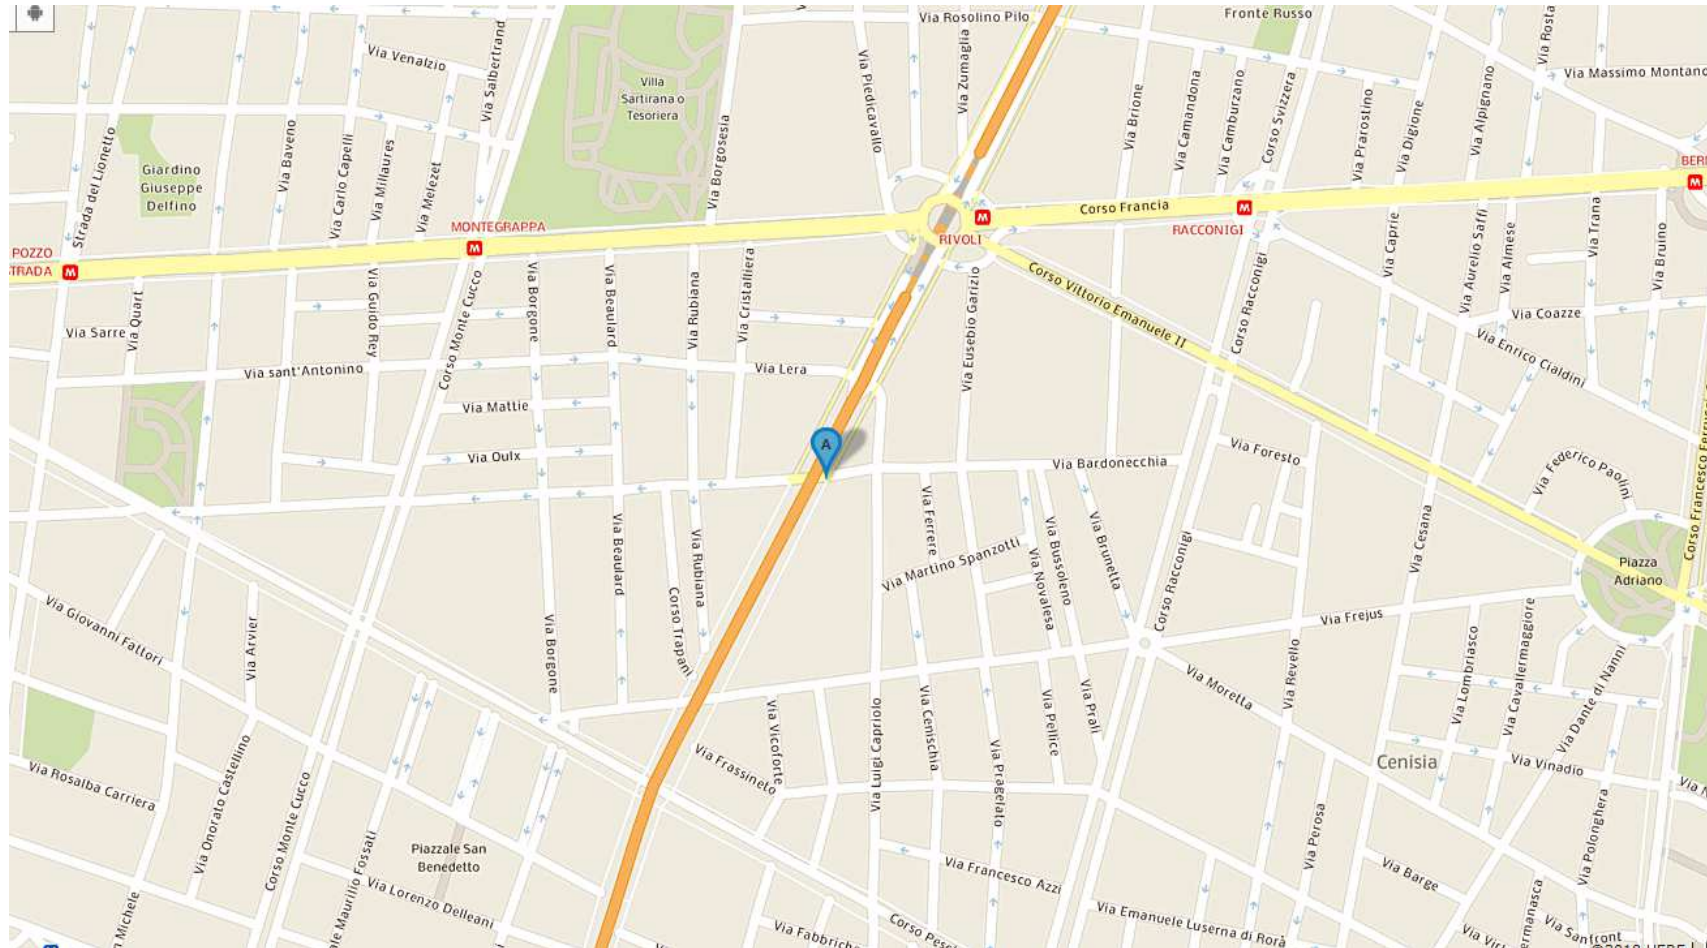 Via Rosolino Pilo
Fronte Russo
Via Rosta
Via Venalzio
Via Salbertrand
Villa
Sartirana o
Tesoriera
Via Piedicavallo
Via Zumaglia
Via Brione
Via Camandona
Via Camburzano
Corso Svizzera
Via Prarostino
Via Digione
Via Alpignano
Via Massimo Montano
Strada del Lionetto
Giardino
Giuseppe
Delfino
Via Baveno
Via Carlo Capelli
Via Millaures
Via Melezet
Via Borgosesia
MONTEGRAPPA
M
RIVOLI
M
Corso Francia
RACCONIGI
M
BER
M
POZZO
STRADA
M
Via Caprie
Via Aurelio Saffi
Via Almese
Via Trana
Via Bruino
Via Sarre
Via Quart
Via Guido Rey
Corso Monte Cucco
Via Borgone
Via Beaulard
Via Rubiana
Via Cristalliera
Via Eusebio Garizio
Corso Vittorio Emanuele II
Corso Racconigi
Via Coazze
Via Enrico Cialdini
Corso Francesco Ferrucci
Via sant'Antonino
Via Lera
Via Mattie
Via Oulx
A
Via Bardonecchia
Via Foresto
Via Federico Paolini
Via Beaulard
Via Rubiana
Corso Trapani
Via Borgone
Via Ferrere
Via Martino Spanzotti
Via Novalesa
Via Bussoleno
Via Brunetta
Corso Racconigi
Via Cesana
Piazza
Adriano
Via Frejus
Via Giovanni Fattori
Via Arvier
Via Moretta
Via Revello
Via Lombriasco
Via Cavallermaggiore
Via Dante di Nanni
Via Vicoforte
Via Luigi Capriolo
Via Cenischia
Via Pragelato
Via Pellice
Via Prali
Via Frassineto
Cenisia
Via Vinadio
Via Rosalba Carriera
Via Onorato Castellino
Corso Monte Cucco
Piazzale San
Benedetto
Via Perosa
Via Polonghera
Via Lorenzo Delleani
Via Francesco Azzi
Via Barge
Via Emanuele Luserna di Rorà
Via Sanfront